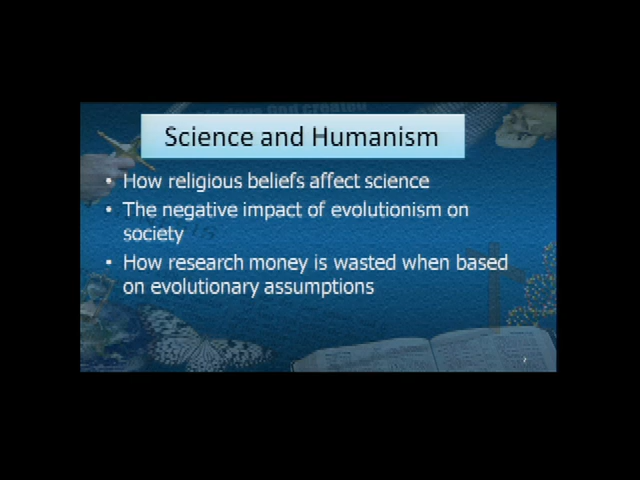 Science and Humanism
• How religious beliefs affect science
• The negative impact of evolutionism on
society
• How research money is wasted when based
on evolutionary assumptions